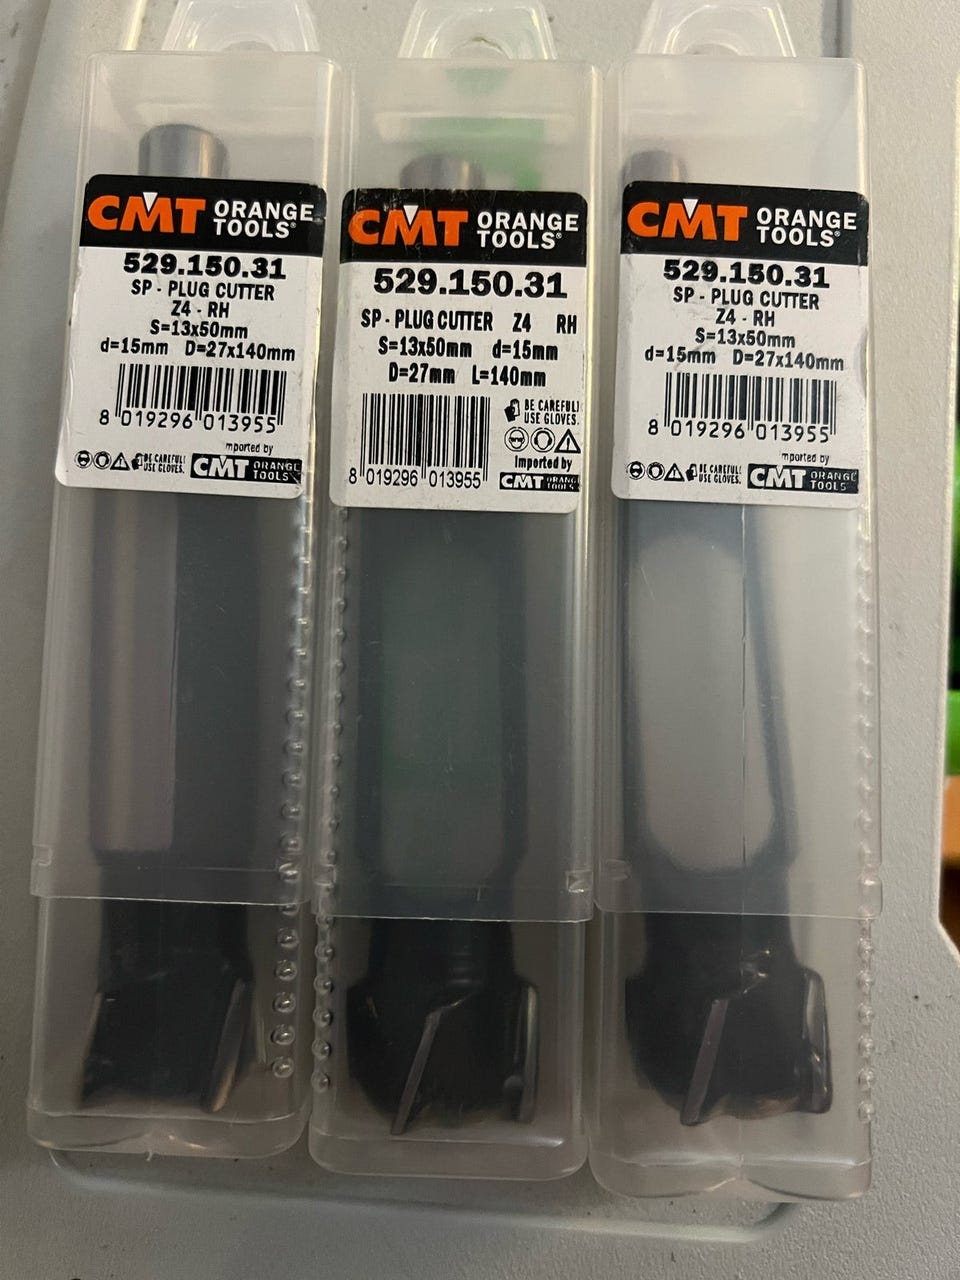 CMT ORANGE TOOLS®
529.150.31
SP - PLUG CUTTER
Z4 - RH
S=13x50mm
d=15mm D=27x140mm
8 019296 013955
Imported by
BE CAREFUL!
USE GLOVES.
CMT ORANGE TOOLS
CMT ORANGE TOOLS®
529.150.31
SP - PLUG CUTTER Z4 RH
S=13x50mm d=15mm
D=27mm L=140mm
BE CAREFUL!
USE GLOVES.
8 019296 013955
Imported by
CMT ORANGE TOOLS
CMT ORANGE TOOLS®
529.150.31
SP - PLUG CUTTER
Z4 - RH
S=13x50mm
d=15mm D=27x140mm
8 019296 013955
Imported by
BE CAREFUL!
USE GLOVES.
CMT ORANGE TOOLS